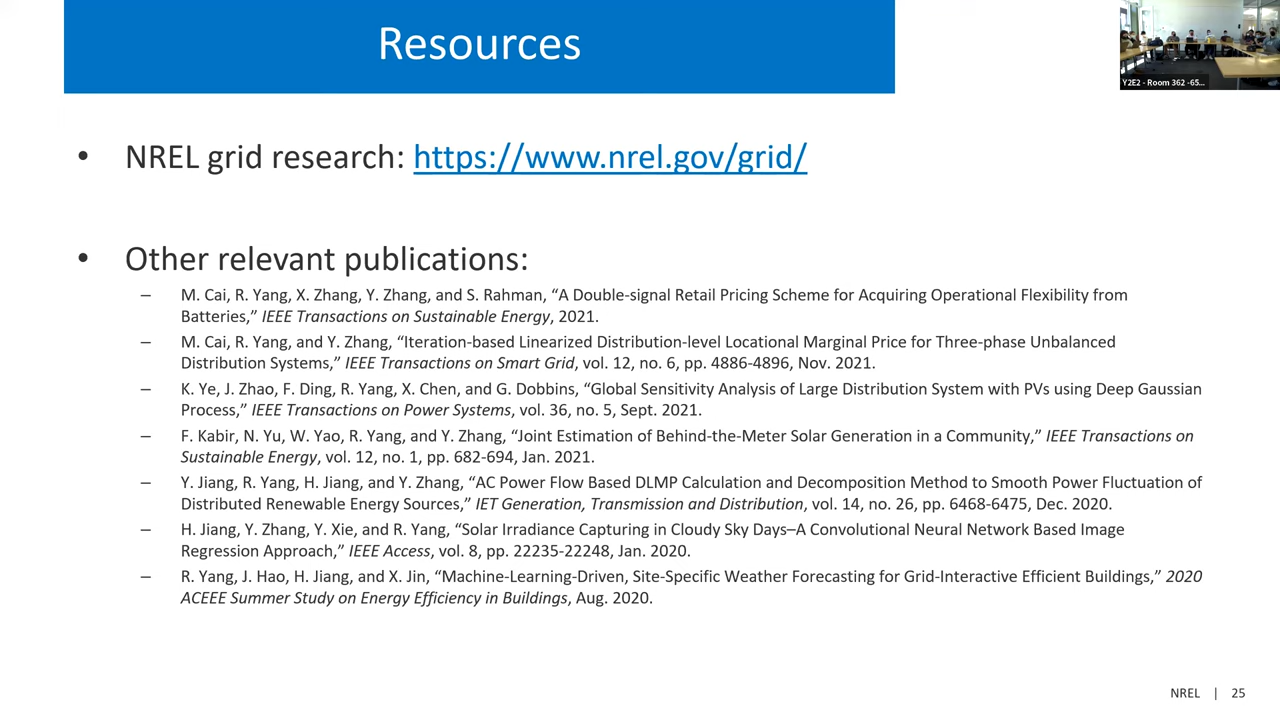 Resources
Y2E2 - Room 362 -65...
• NREL grid research: https://www.nrel.gov/grid/
• Other relevant publications:
– M. Cai, R. Yang, X. Zhang, Y. Zhang, and S. Rahman, “A Double-signal Retail Pricing Scheme for Acquiring Operational Flexibility from
Batteries,” IEEE Transactions on Sustainable Energy, 2021.
– M. Cai, R. Yang, and Y. Zhang, “Iteration-based Linearized Distribution-level Locational Marginal Price for Three-phase Unbalanced
Distribution Systems,” IEEE Transactions on Smart Grid, vol. 12, no. 6, pp. 4886-4896, Nov. 2021.
– K. Ye, J. Zhao, F. Ding, R. Yang, X. Chen, and G. Dobbins, “Global Sensitivity Analysis of Large Distribution System with PVs using Deep Gaussian
Process,” IEEE Transactions on Power Systems, vol. 36, no. 5, Sept. 2021.
– F. Kabir, N. Yu, W. Yao, R. Yang, and Y. Zhang, “Joint Estimation of Behind-the-Meter Solar Generation in a Community,” IEEE Transactions on
Sustainable Energy, vol. 12, no. 1, pp. 682-694, Jan. 2021.
– Y. Jiang, R. Yang, H. Jiang, and Y. Zhang, “AC Power Flow Based DLMP Calculation and Decomposition Method to Smooth Power Fluctuation of
Distributed Renewable Energy Sources,” IET Generation, Transmission and Distribution, vol. 14, no. 26, pp. 6468-6475, Dec. 2020.
– H. Jiang, Y. Zhang, Y. Xie, and R. Yang, “Solar Irradiance Capturing in Cloudy Sky Days–A Convolutional Neural Network Based Image
Regression Approach,” IEEE Access, vol. 8, pp. 22235-22248, Jan. 2020.
– R. Yang, J. Hao, H. Jiang, and X. Jin, “Machine-Learning-Driven, Site-Specific Weather Forecasting for Grid-Interactive Efficient Buildings,” 2020
ACEEE Summer Study on Energy Efficiency in Buildings, Aug. 2020.
NREL | 25